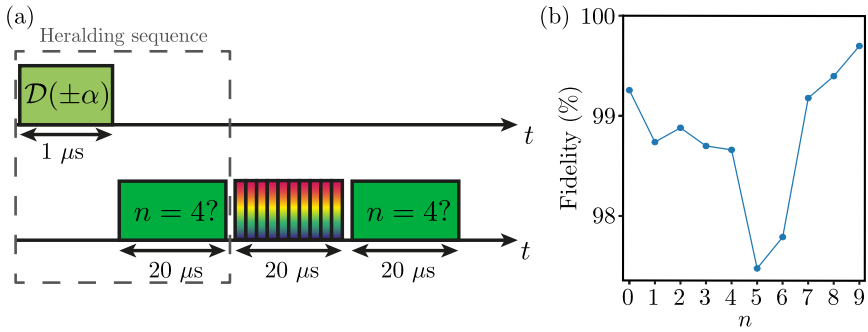 (a)
Heralding sequence
𝒟(±α)
1 μs
t
n = 4?
n = 4?
20 μs
20 μs
20 μs
t
(b)
Fidelity (%)
100
99
98
0 1 2 3 4 5 6 7 8 9
n